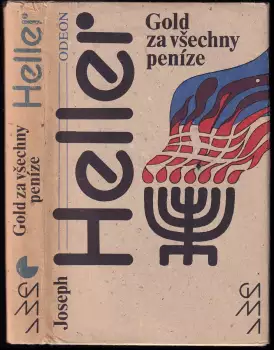 Heller
Gold za všechny
peníze
Joseph
Heller
ODEON
Gold
za všechny
peníze